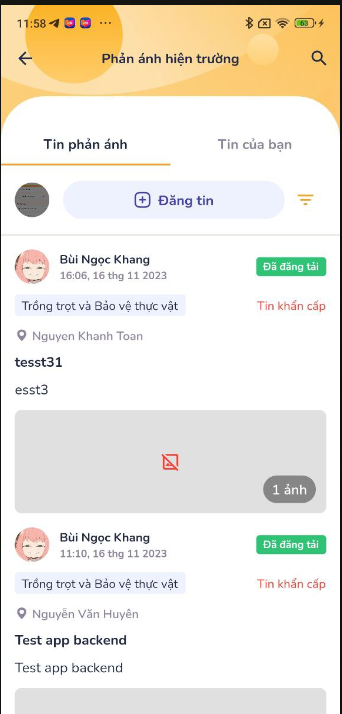 11:58
63
Phản ánh hiện trường
Tin phản ánh
Tin của bạn
Đăng tin
Bùi Ngọc Khang
16:06, 16 thg 11 2023
Đã đăng tải
Trồng trọt và Bảo vệ thực vật
Tin khẩn cấp
Nguyen Khanh Toan
tesst31
esst3
1 ảnh
Bùi Ngọc Khang
11:10, 16 thg 11 2023
Đã đăng tải
Trồng trọt và Bảo vệ thực vật
Tin khẩn cấp
Nguyễn Văn Huyên
Test app backend
Test app backend